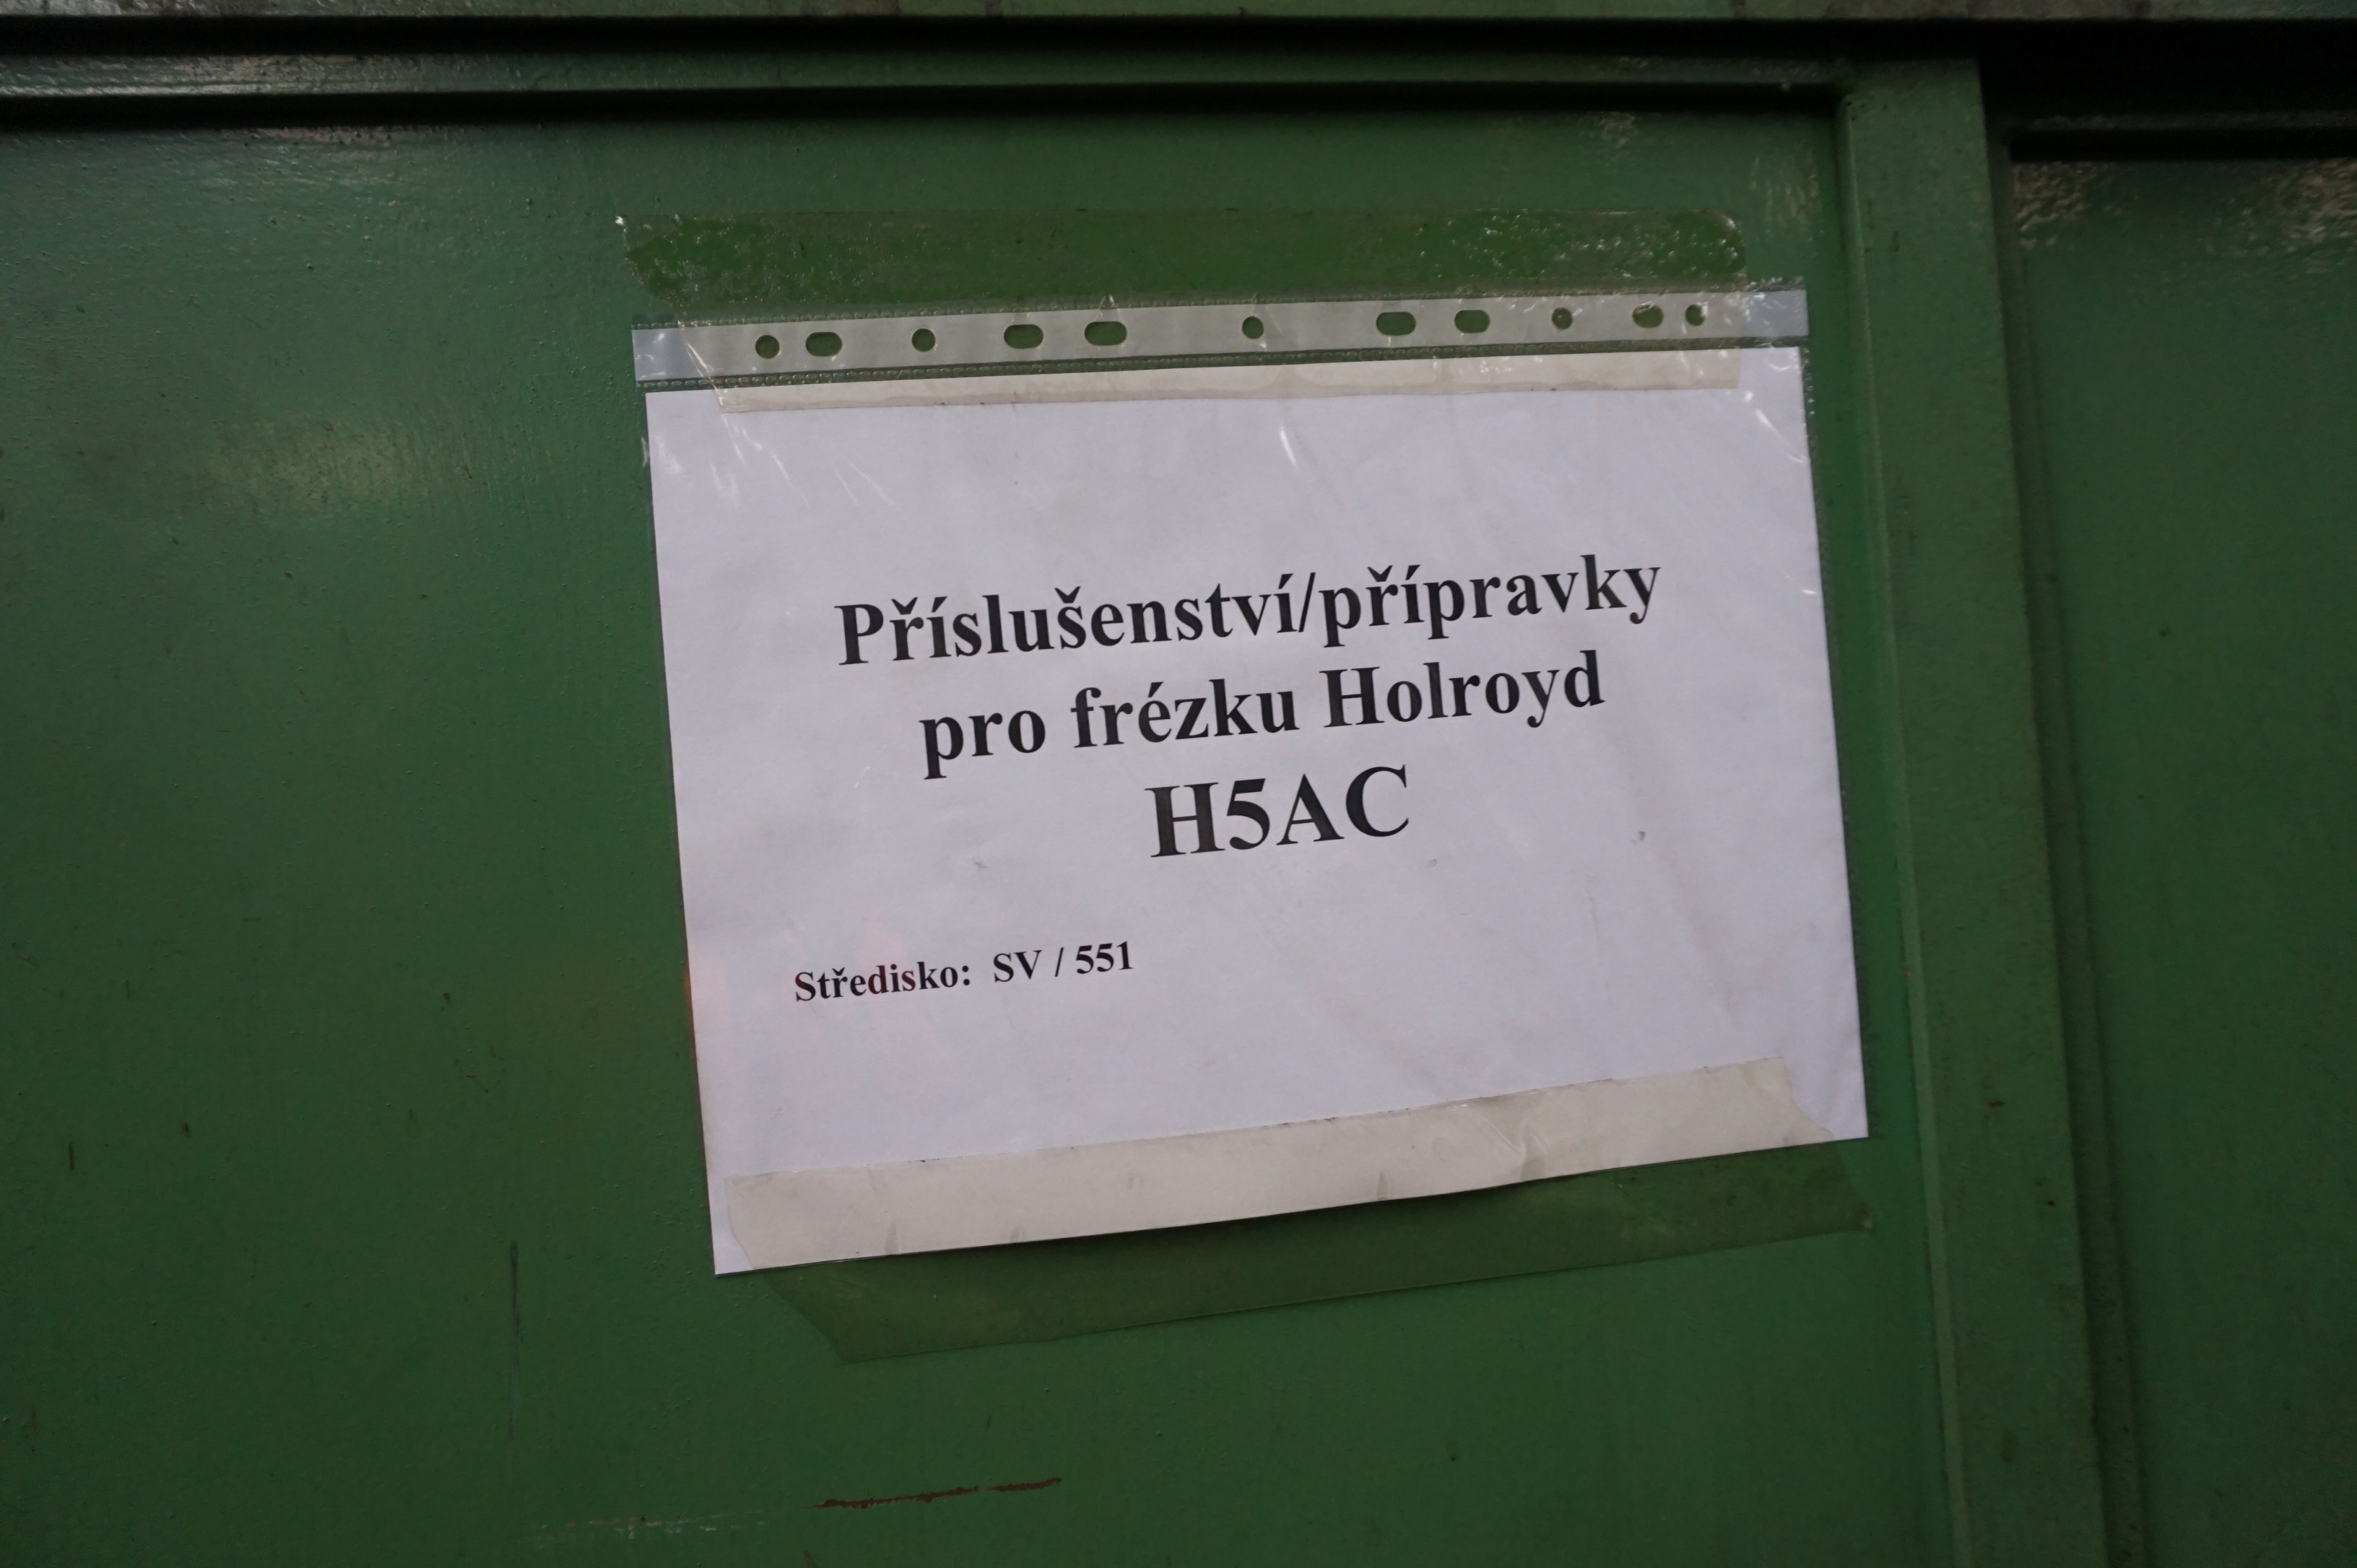 Příslušenství/přípravky
pro frézku Holroyd
H5AC
Středisko: SV / 551